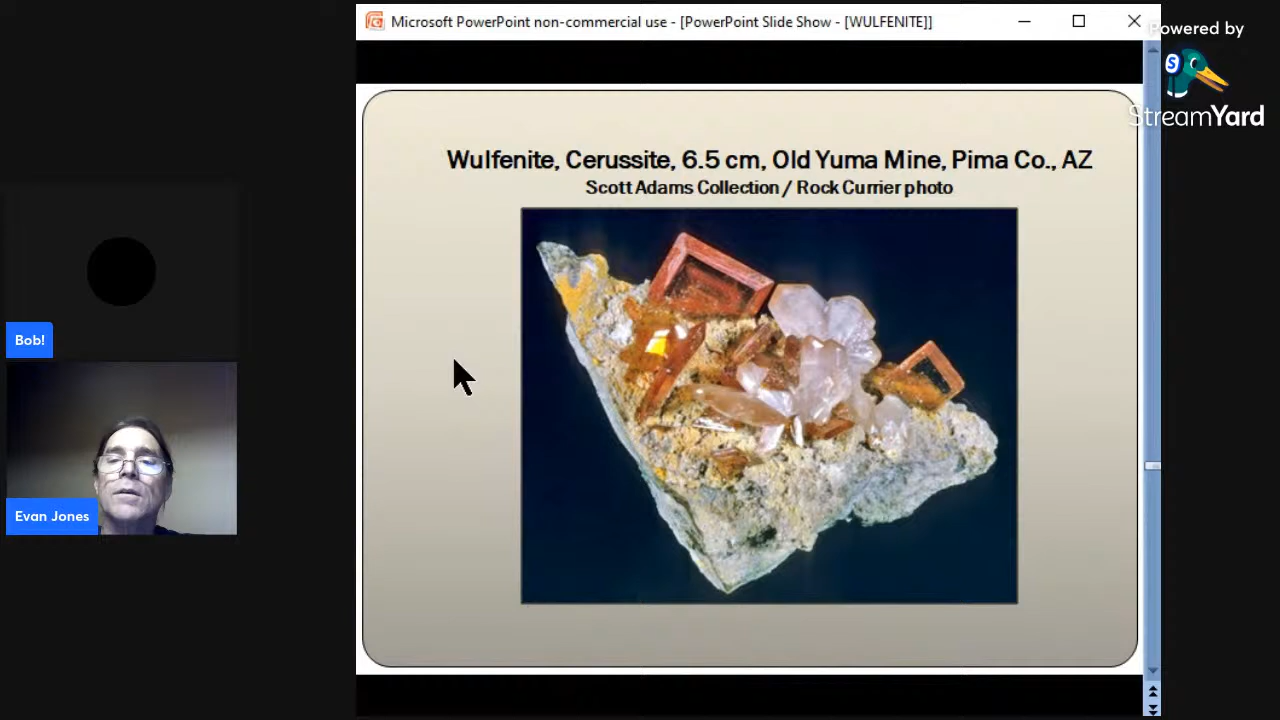 Microsoft PowerPoint non-commercial use - [PowerPoint Slide Show - [WULFENITE]]
Powered by
S
StreamYard
Wulfenite, Cerussite, 6.5 cm, Old Yuma Mine, Pima Co., AZ
Scott Adams Collection / Rock Currier photo
Bob!
Evan Jones